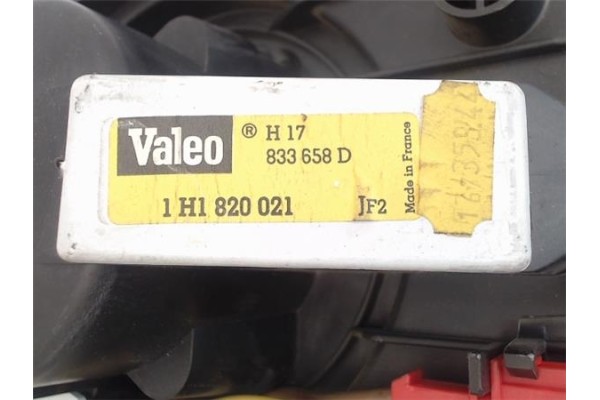 Valeo ® H 17
833 658 D
1 H1 820 021 JF2
Made in France